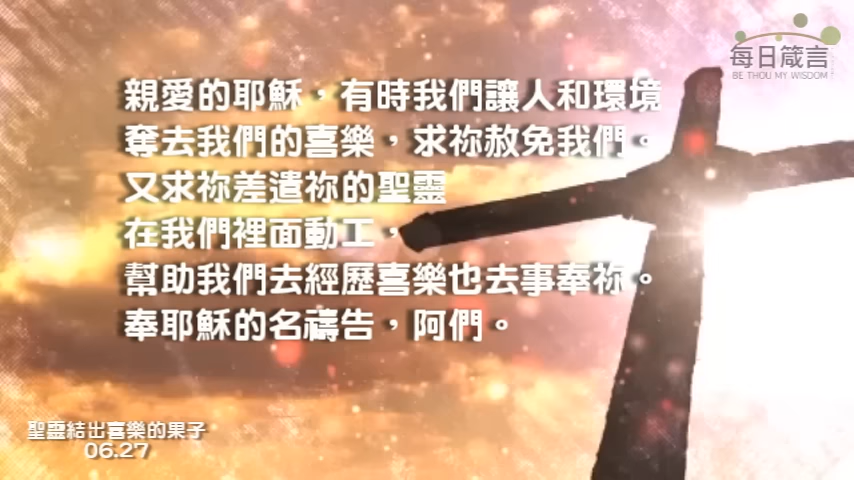 每日箴言
BE THOU MY WISDOM
親愛的耶穌，有時我們讓人和環境
奪去我們的喜樂，求祢赦免我們。
又求祢差遣祢的聖靈
在我們裡面動工，
幫助我們去經歷喜樂也去事奉祢。
奉耶穌的名禱告，阿們。
聖靈結出喜樂的果子
06.27